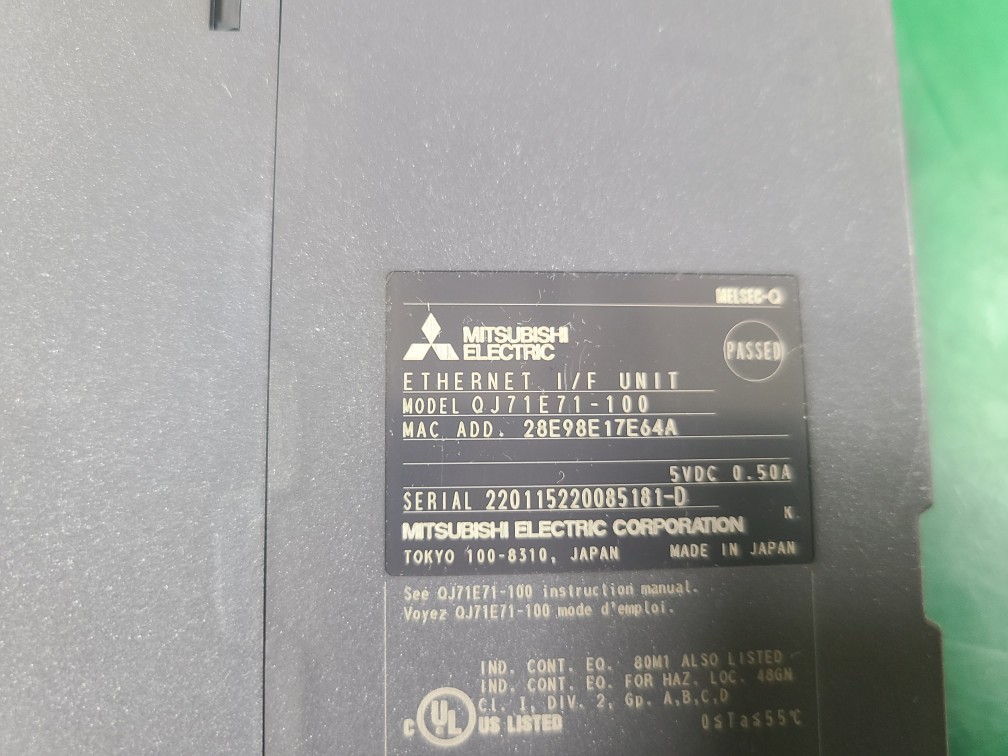 MELSEC-Q
MITSUBISHI
ELECTRIC
PASSED
ETHERNET I/F UNIT
MODEL QJ71E71-100
MAC ADD. 28E98E17E64A
5VDC 0.50A
SERIAL 220115220085181-D
K
MITSUBISHI ELECTRIC CORPORATION
TOKYO 100-8310, JAPAN MADE IN JAPAN
See QJ71E71-100 instruction manual.
Voyez QJ71E71-100 mode d'emploi.
IND. CONT. EQ. 80M1 ALSO LISTED
IND. CONT. EQ. FOR HAZ. LOC. 48GN
Cl. I, DIV. 2, Gp. A,B,C,D
C UL US LISTED 0≤Ta≤55℃